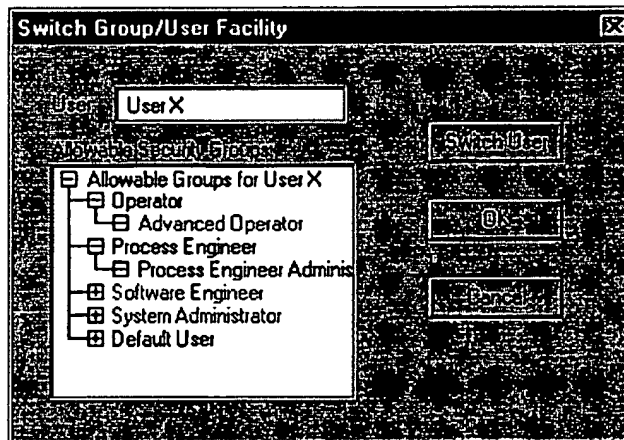 Switch Group/User Facility
User
User X
Allowable Security Groups:
Switch User
Allowable Groups for User X
Operator
Advanced Operator
OK
Process Engineer
Process Engineer Adminis
Cancel
Software Engineer
System Administrator
Default User